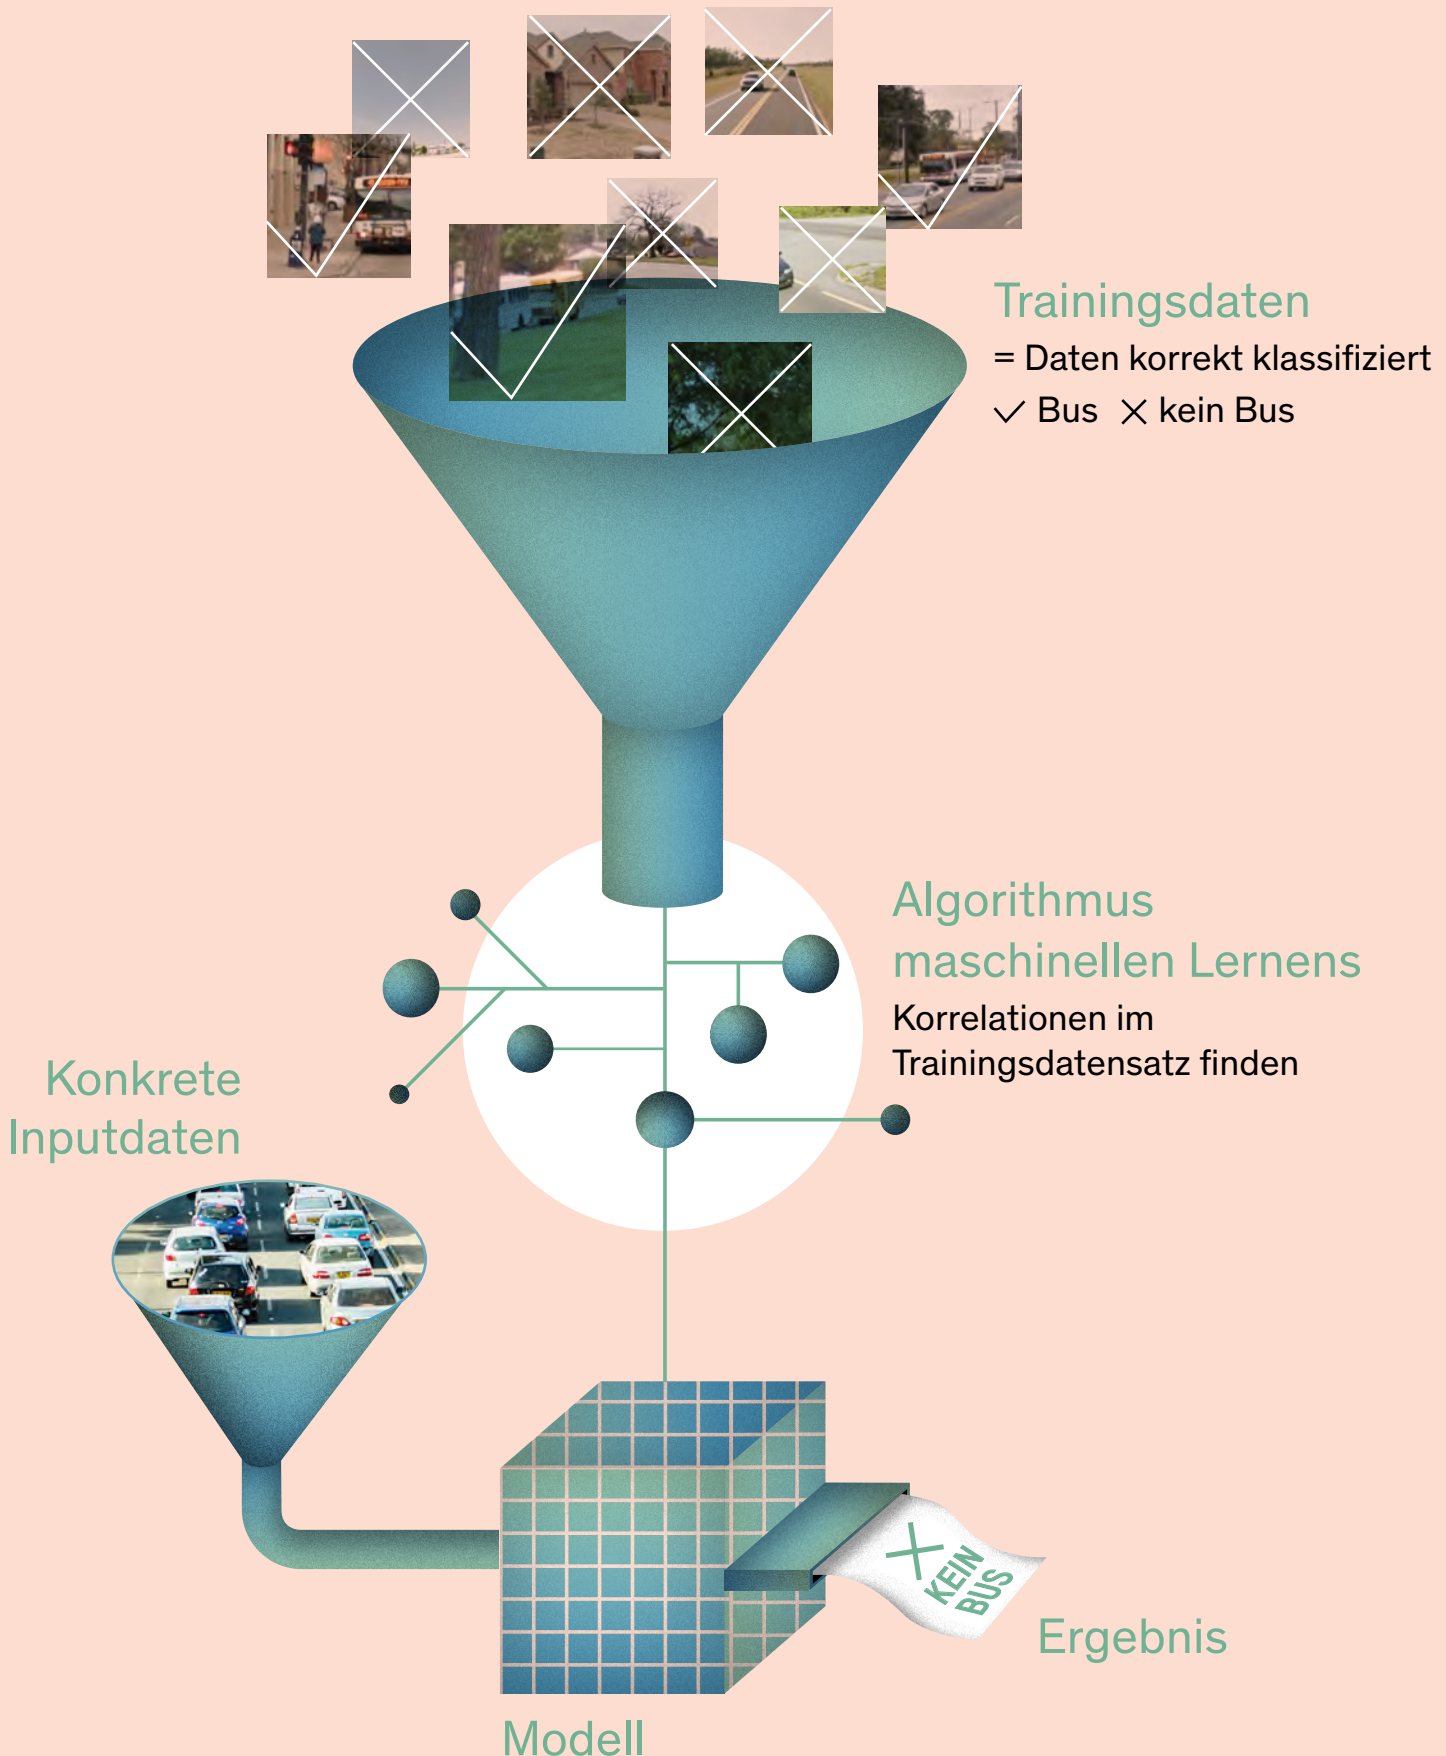 Trainingsdaten
= Daten korrekt klassifiziert
✓ Bus ✕ kein Bus
Algorithmus
maschinellen Lernens
Korrelationen im
Trainingsdatensatz finden
Konkrete
Inputdaten
✕ KEIN
BUS
Ergebnis
Modell